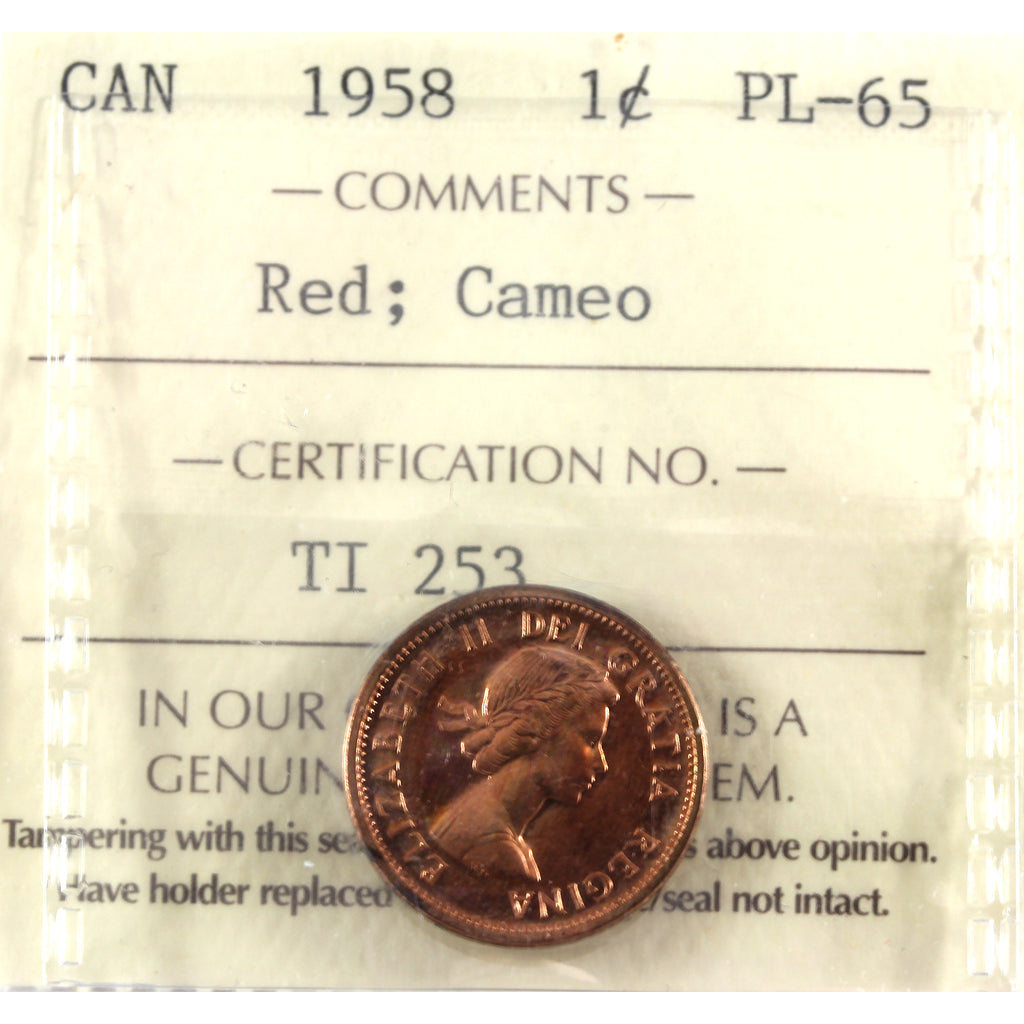 CAN 1958 1¢ PL-65
— COMMENTS —
Red; Cameo
— CERTIFICATION NO. —
TI 253
IN OUR IS A
GENUIN EM.
Tampering with this se s above opinion.
Have holder replaced /seal not intact.
ELIZABETH II DEI GRATIA REGINA